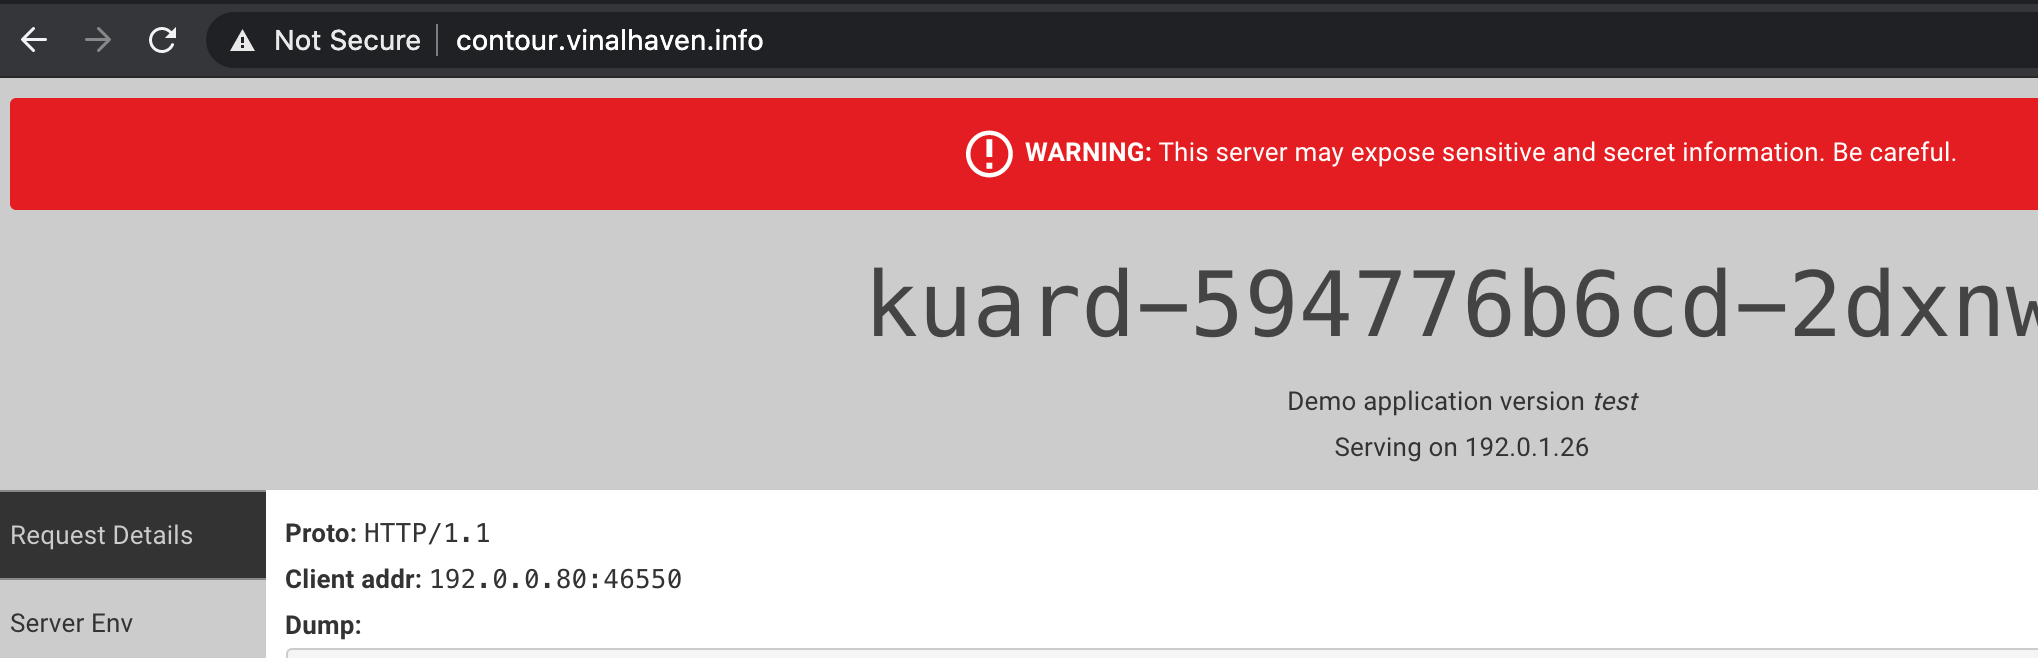 Not Secure contour.vinalhaven.info
WARNING: This server may expose sensitive and secret information. Be careful.
kuard-594776b6cd-2dxnw
Demo application version test
Serving on 192.0.1.26
Request Details
Proto: HTTP/1.1
Client addr: 192.0.0.80:46550
Server Env
Dump: